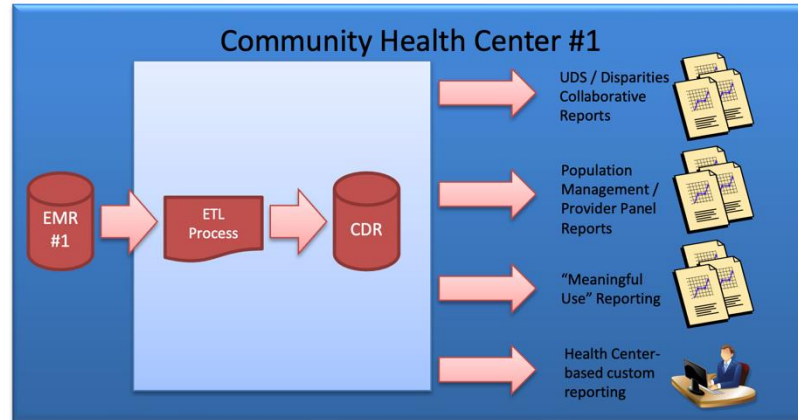 Community Health Center #1
EMR
#1
ETL
Process
CDR
UDS / Disparities
Collaborative
Reports
Population
Management /
Provider Panel
Reports
“Meaningful
Use” Reporting
Health Center-
based custom
reporting